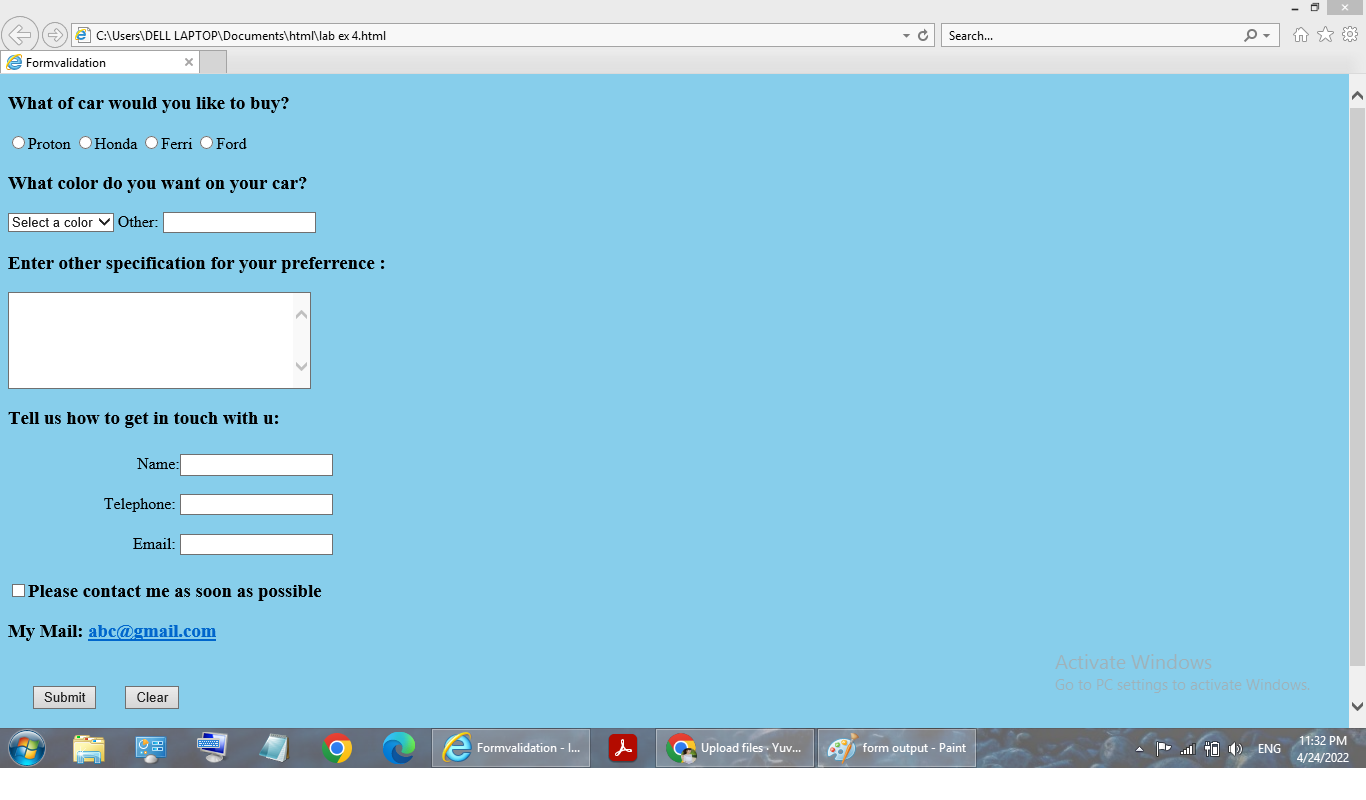 C:\Users\DELL LAPTOP\Documents\html\lab ex 4.html
Search...
Formvalidation
What of car would you like to buy?
Proton Honda Ferri Ford
What color do you want on your car?
Select a color Other:
Enter other specification for your preferrence :
Tell us how to get in touch with u:
Name:
Telephone:
Email:
Please contact me as soon as possible
My Mail: abc@gmail.com
Activate Windows
Go to PC settings to activate Windows.
Submit Clear
Formvalidation - I...
Upload files · Yuv...
form output - Paint
ENG
11:32 PM
4/24/2022